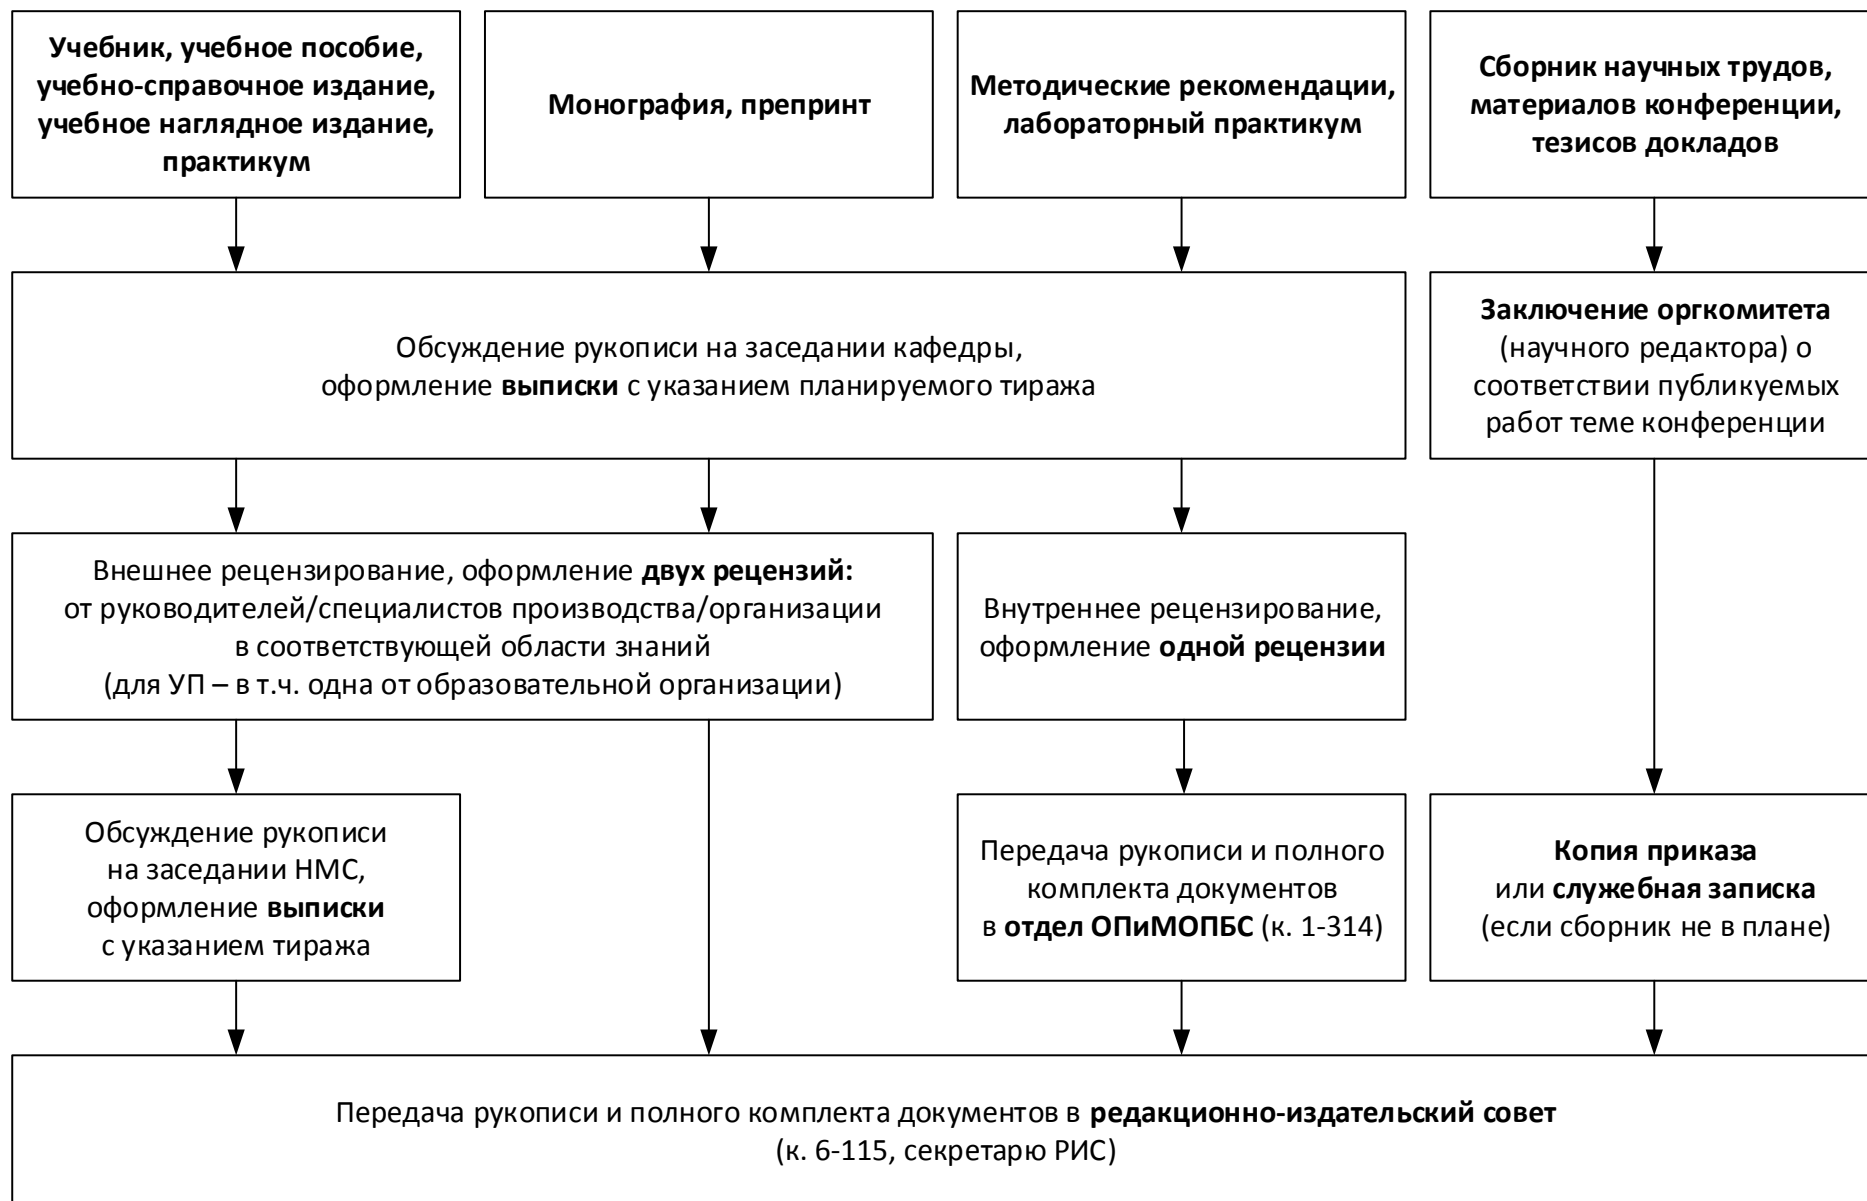 Учебник, учебное пособие,
учебно-справочное издание,
учебное наглядное издание,
практикум
Монография, препринт
Методические рекомендации,
лабораторный практикум
Сборник научных трудов,
материалов конференции,
тезисов докладов
Обсуждение рукописи на заседании кафедры,
оформление выписки с указанием планируемого тиража
Заключение оргкомитета
(научного редактора) о
соответствии публикуемых
работ теме конференции
Внешнее рецензирование, оформление двух рецензий:
от руководителей/специалистов производства/организации
в соответствующей области знаний
(для УП – в т.ч. одна от образовательной организации)
Внутреннее рецензирование,
оформление одной рецензии
Обсуждение рукописи
на заседании НМС,
оформление выписки
с указанием тиража
Передача рукописи и полного
комплекта документов
в отдел ОПиМОПБС (к. 1-314)
Копия приказа
или служебная записка
(если сборник не в плане)
Передача рукописи и полного комплекта документов в редакционно-издательский совет
(к. 6-115, секретарю РИС)